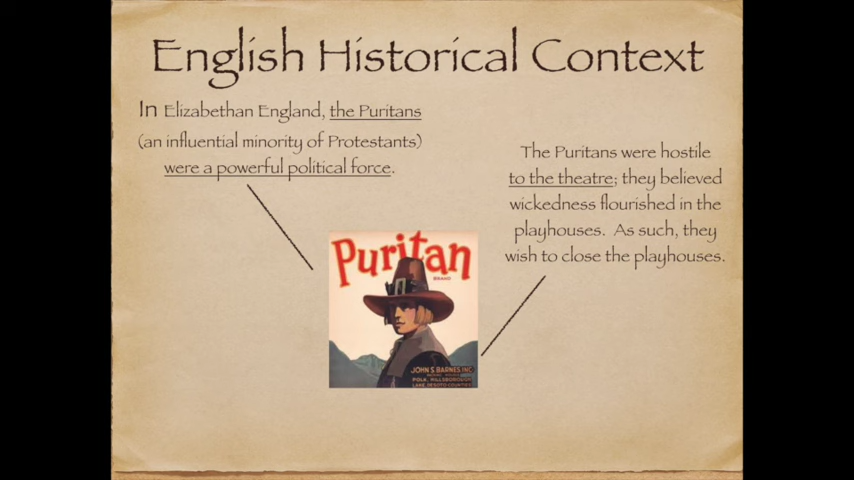 English Historical Context
In Elizabethan England, the Puritans
(an influential minority of Protestants)
were a powerful political force.
The Puritans were hostile
to the theatre; they believed
wickedness flourished in the
playhouses. As such, they
wish to close the playhouses.
Puritan
BRAND
JOHN S. BARNES, INC.
POLK, HILLSBOROUGH
LAKE, DESOTO COUNTIES